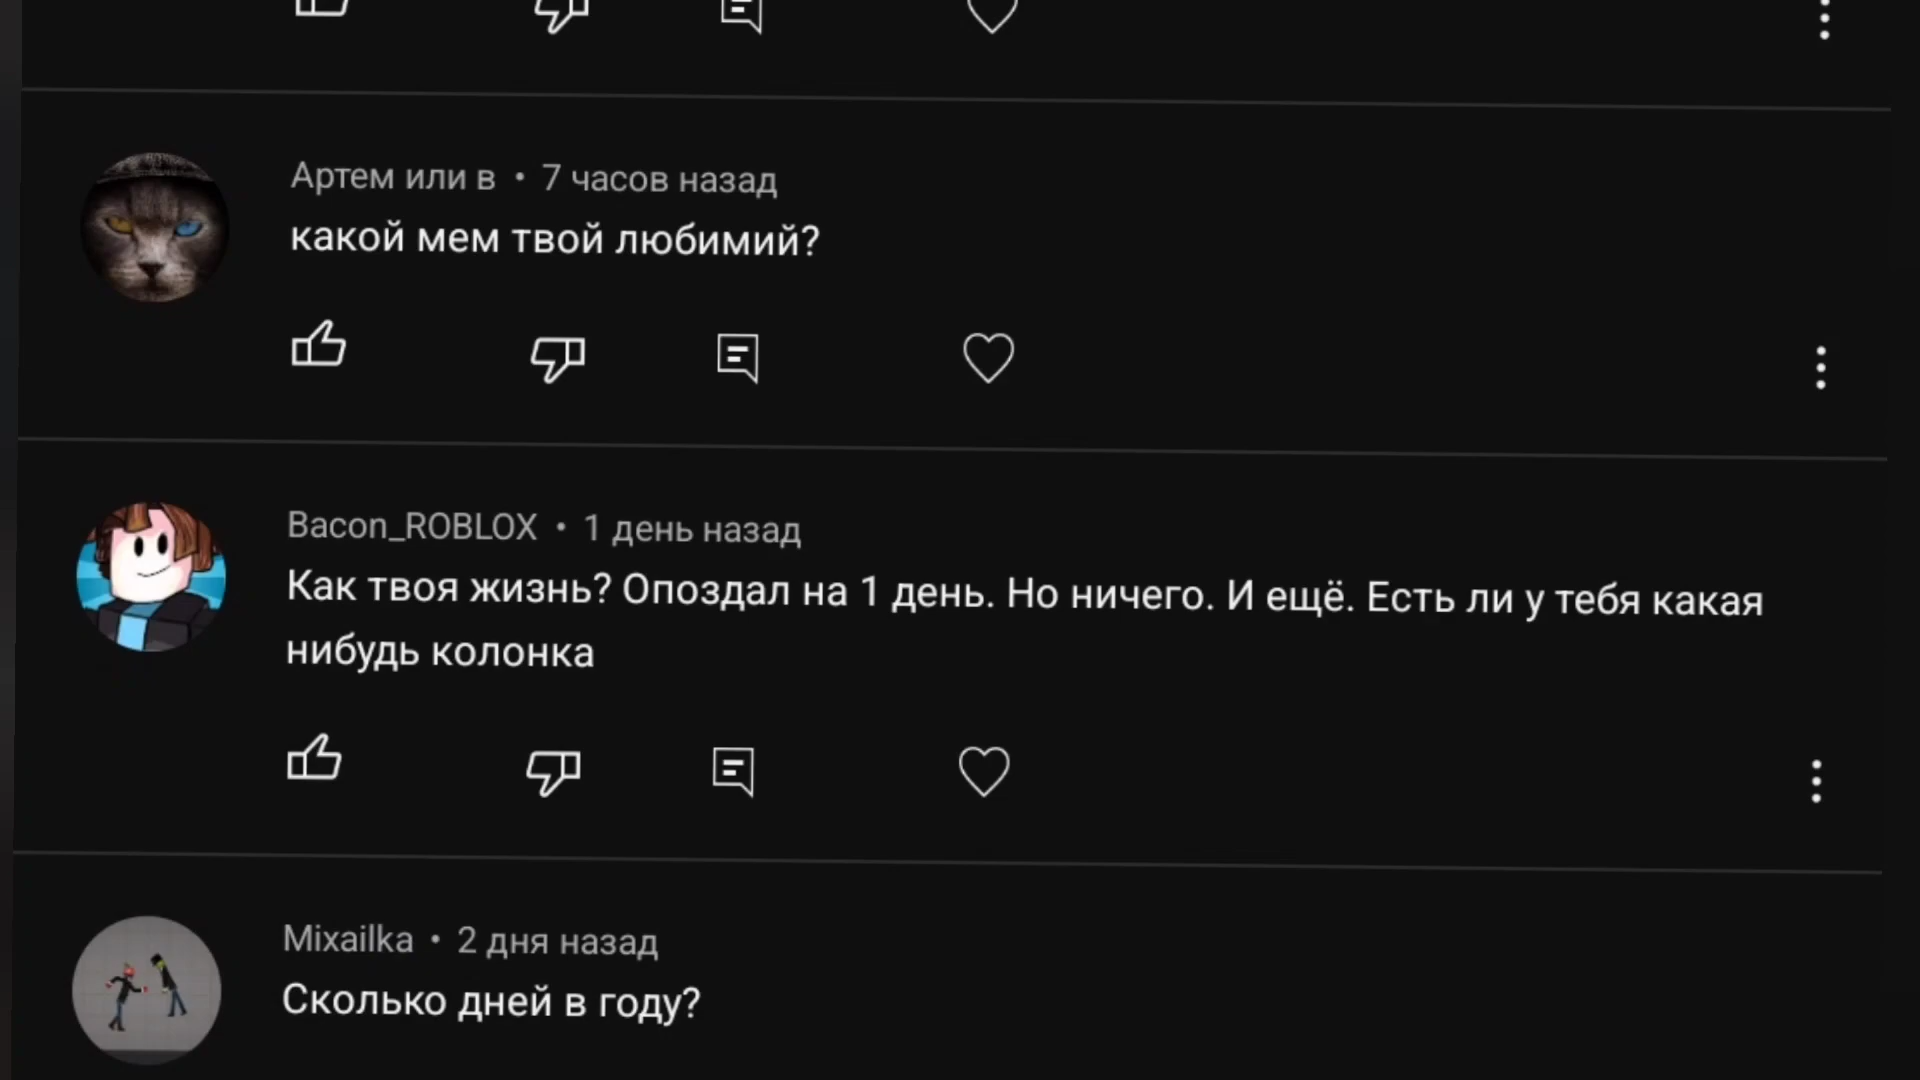 Артем или в • 7 часов назад
какой мем твой любимий?
Bacon_ROBLOX • 1 день назад
Как твоя жизнь? Опоздал на 1 день. Но ничего. И ещё. Есть ли у тебя какая
нибудь колонка
Mixailka • 2 дня назад
Сколько дней в году?